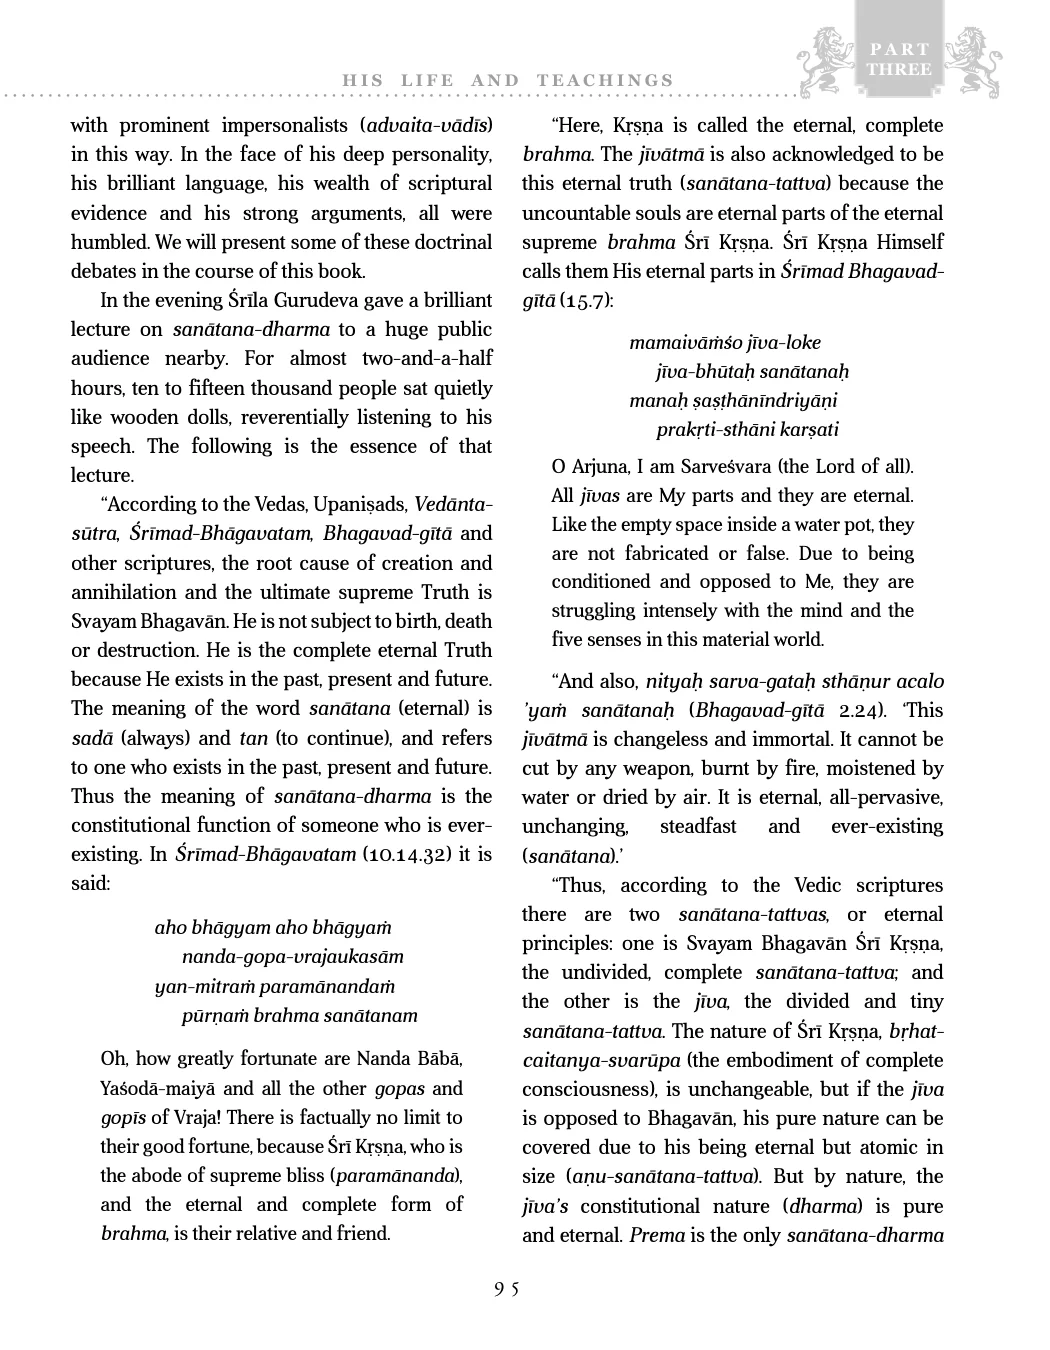 PART
THREE
HIS LIFE AND TEACHINGS
with prominent impersonalists (advaita-vādīs)
in this way. In the face of his deep personality,
his brilliant language, his wealth of scriptural
evidence and his strong arguments, all were
humbled. We will present some of these doctrinal
debates in the course of this book.
In the evening Śrīla Gurudeva gave a brilliant
lecture on sanātana-dharma to a huge public
audience nearby. For almost two-and-a-half
hours, ten to fifteen thousand people sat quietly
like wooden dolls, reverentially listening to his
speech. The following is the essence of that
lecture.
“According to the Vedas, Upaniṣads, Vedānta-
sūtra, Śrīmad-Bhāgavatam, Bhagavad-gītā and
other scriptures, the root cause of creation and
annihilation and the ultimate supreme Truth is
Svayam Bhagavān. He is not subject to birth, death
or destruction. He is the complete eternal Truth
because He exists in the past, present and future.
The meaning of the word sanātana (eternal) is
sadā (always) and tan (to continue), and refers
to one who exists in the past, present and future.
Thus the meaning of sanātana-dharma is the
constitutional function of someone who is ever-
existing. In Śrīmad-Bhāgavatam (10.14.32) it is
said:
aho bhāgyam aho bhāgyaṁ
nanda-gopa-vrajaukasām
yan-mitraṁ paramānandaṁ
pūrṇaṁ brahma sanātanam
Oh, how greatly fortunate are Nanda Bābā,
Yaśodā-maiyā and all the other gopas and
gopīs of Vraja! There is factually no limit to
their good fortune, because Śrī Kṛṣṇa, who is
the abode of supreme bliss (paramānanda),
and the eternal and complete form of
brahma, is their relative and friend.
“Here, Kṛṣṇa is called the eternal, complete
brahma. The jīvātmā is also acknowledged to be
this eternal truth (sanātana-tattva) because the
uncountable souls are eternal parts of the eternal
supreme brahma Śrī Kṛṣṇa. Śrī Kṛṣṇa Himself
calls them His eternal parts in Śrīmad Bhagavad-
gītā (15.7):
mamaivāṁśo jīva-loke
jīva-bhūtaḥ sanātanaḥ
manaḥ ṣaṣṭhānīndriyāṇi
prakṛti-sthāni karṣati
O Arjuna, I am Sarveśvara (the Lord of all).
All jīvas are My parts and they are eternal.
Like the empty space inside a water pot, they
are not fabricated or false. Due to being
conditioned and opposed to Me, they are
struggling intensely with the mind and the
five senses in this material world.
“And also, nityaḥ sarva-gataḥ sthāṇur acalo
’yaṁ sanātanaḥ (Bhagavad-gītā 2.24). ‘This
jīvātmā is changeless and immortal. It cannot be
cut by any weapon, burnt by fire, moistened by
water or dried by air. It is eternal, all-pervasive,
unchanging, steadfast and ever-existing
(sanātana).’
“Thus, according to the Vedic scriptures
there are two sanātana-tattvas, or eternal
principles: one is Svayam Bhagavān Śrī Kṛṣṇa,
the undivided, complete sanātana-tattva; and
the other is the jīva, the divided and tiny
sanātana-tattva. The nature of Śrī Kṛṣṇa, bṛhat-
caitanya-svarūpa (the embodiment of complete
consciousness), is unchangeable, but if the jīva
is opposed to Bhagavān, his pure nature can be
covered due to his being eternal but atomic in
size (aṇu-sanātana-tattva). But by nature, the
jīva’s constitutional nature (dharma) is pure
and eternal. Prema is the only sanātana-dharma
95